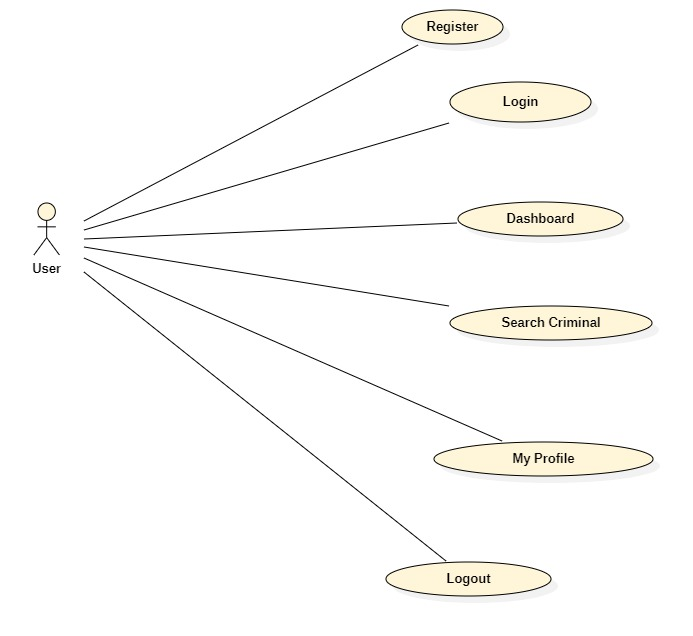 Register
Login
Dashboard
User
Search Criminal
My Profile
Logout